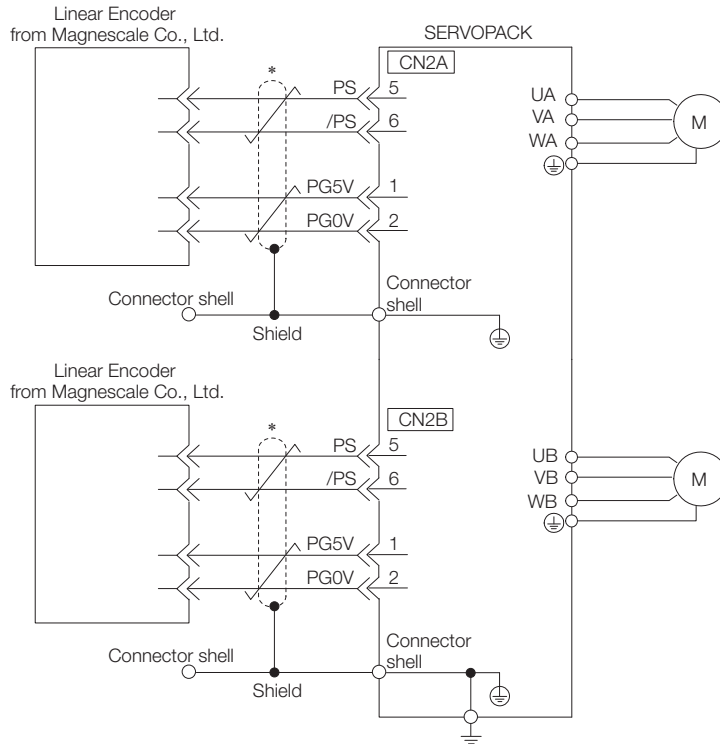 Linear Encoder
from Magnescale Co., Ltd.
SERVOPACK
CN2A
*
PS 5
/PS 6
PG5V 1
PG0V 2
UA
VA
WA
M
Connector shell
Shield
Connector
shell
Linear Encoder
from Magnescale Co., Ltd.
CN2B
*
PS 5
/PS 6
PG5V 1
PG0V 2
UB
VB
WB
M
Connector shell
Shield
Connector
shell